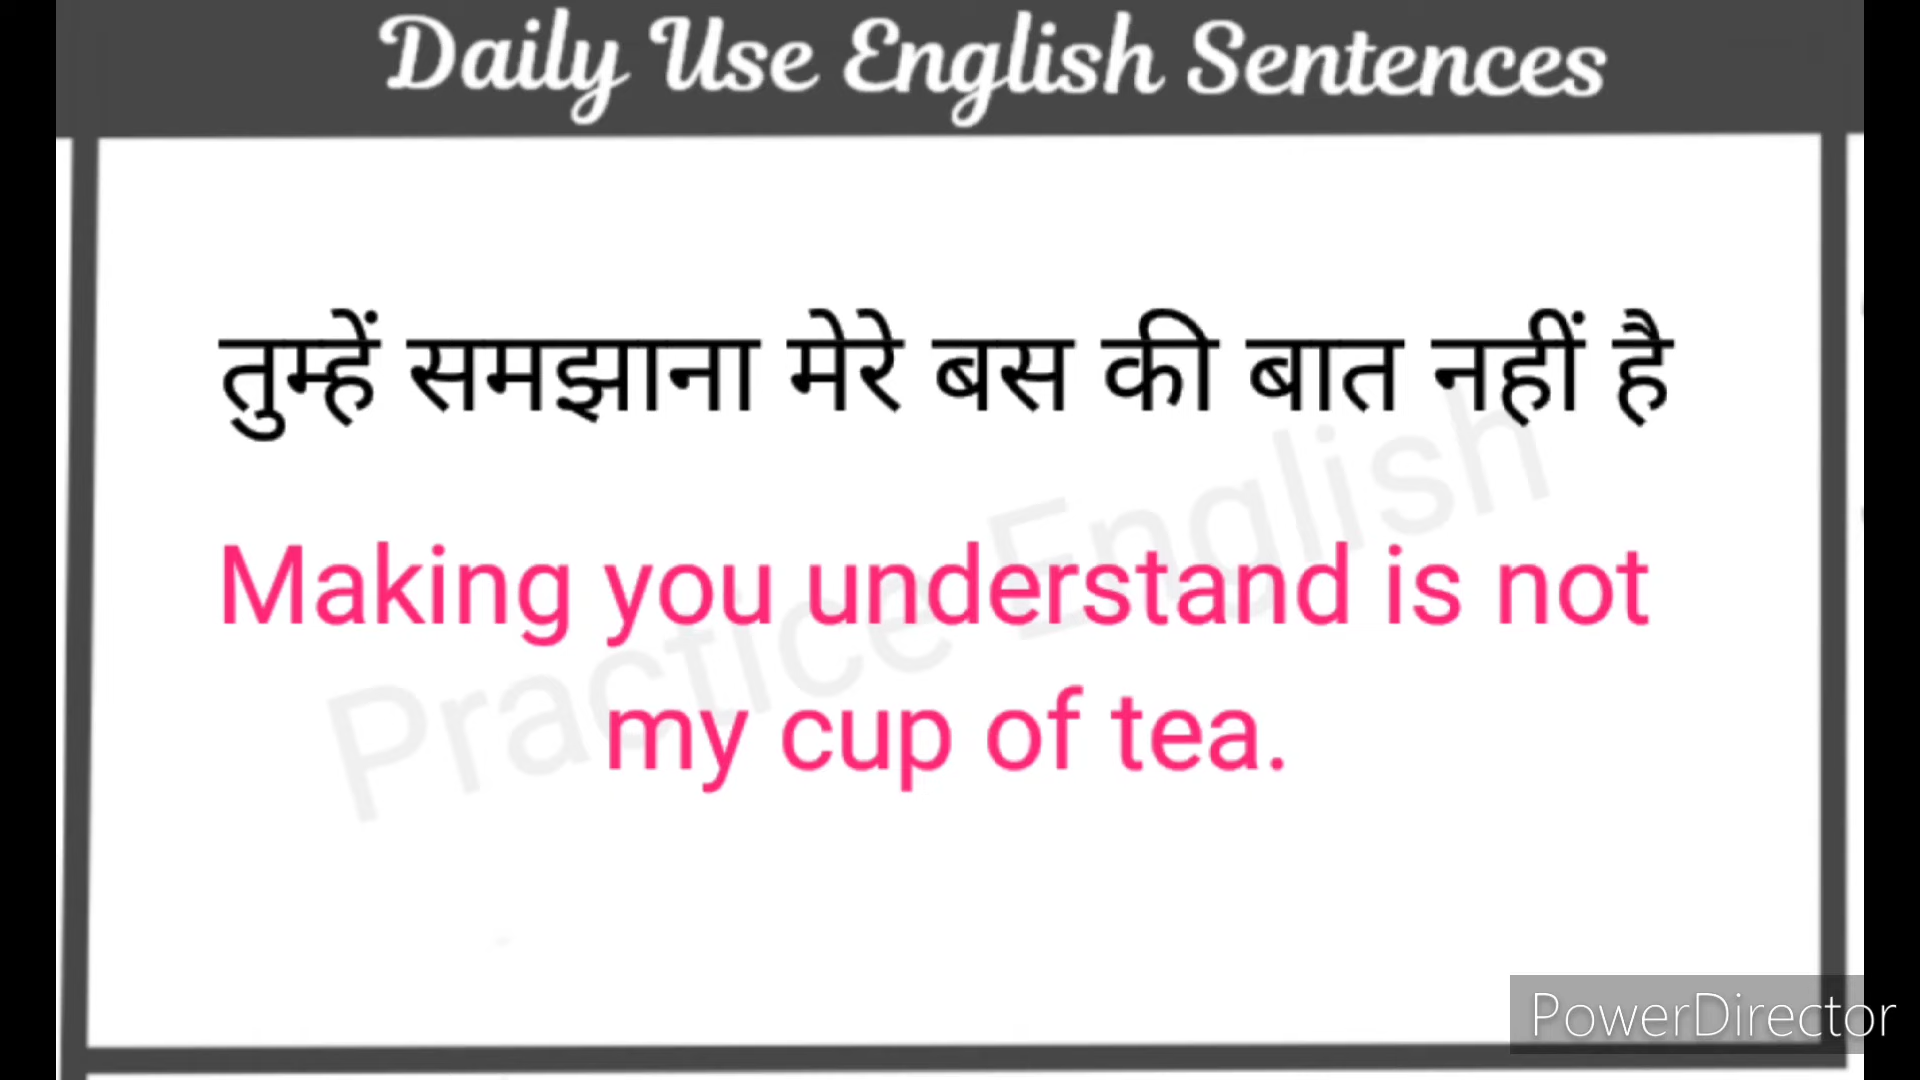 Daily Use English Sentences
तुम्हें समझाना मेरे बस की बात नहीं है
Making you understand is not
my cup of tea.
Practice English
PowerDirector